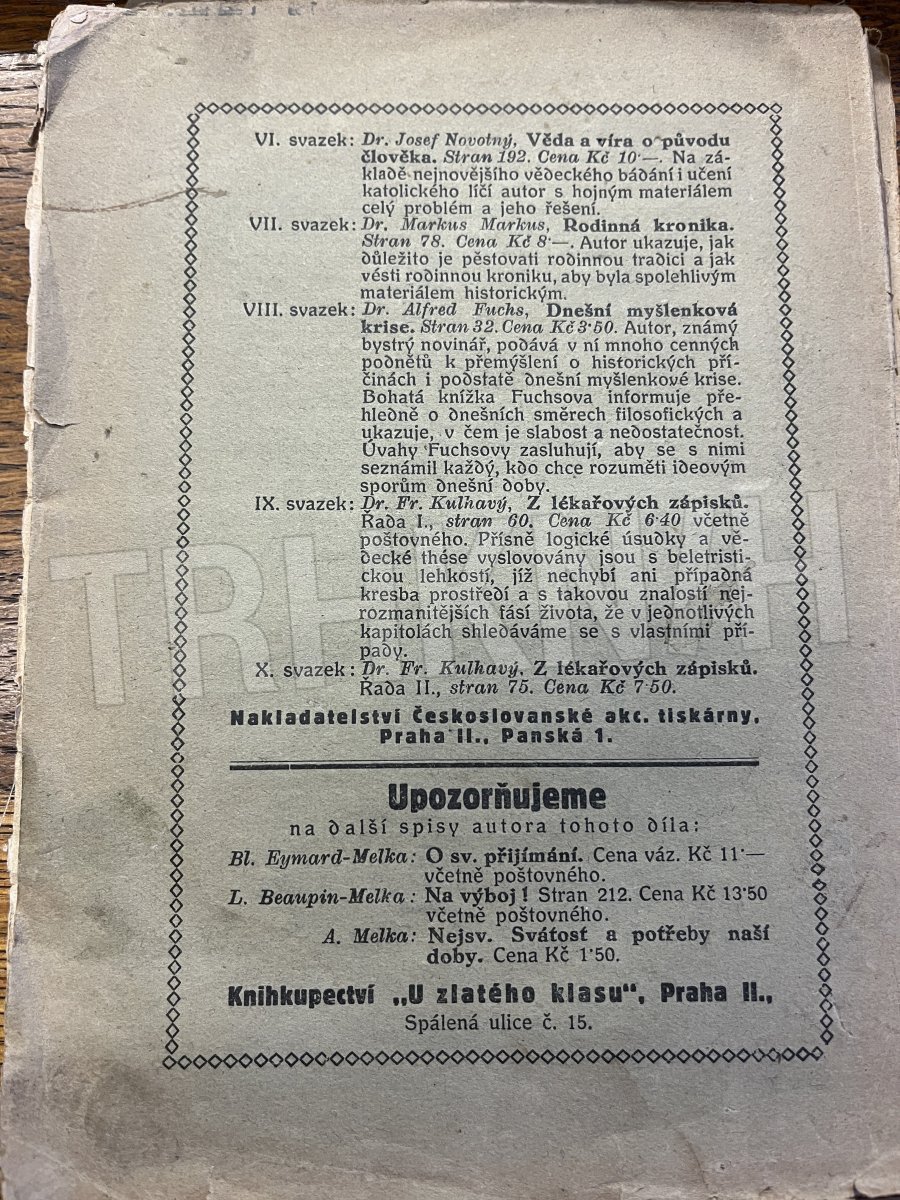 VI. svazek: Dr. Josef Novotný, Věda a víra o původu
člověka. Stran 192. Cena Kč 10·—. Na zá-
kladě nejnovějšího vědeckého bádání i učení
katolického líčí autor s hojným materiálem
celý problém a jeho řešení.
VII. svazek: Dr. Markus Markus, Rodinná kronika.
Stran 78. Cena Kč 8·—. Autor ukazuje, jak
důležito je pěstovati rodinnou tradici a jak
vésti rodinnou kroniku, aby byla spolehlivým
materiálem historickým.
VIII. svazek: Dr. Alfred Fuchs, Dnešní myšlenková
krise. Stran 32. Cena Kč 3·50. Autor, známý
bystrý novinář, podává v ní mnoho cenných
podnětů k přemýšlení o historických pří-
činách i podstatě dnešní myšlenkové krise.
Bohatá knížka Fuchsova informuje pře-
hledně o dnešních směrech filosofických a
ukazuje, v čem je slabost a nedostatečnost.
Úvahy Fuchsovy zasluhují, aby se s nimi
seznámil každý, kdo chce rozuměti ideovým
sporům dnešní doby.
IX. svazek: Dr. Fr. Kulhavý, Z lékařových zápisků.
Řada I., stran 60. Cena Kč 6·40 včetně
poštovného. Přísně logické úsudky a vě-
decké these vyslovovány jsou s beletristi-
ckou lehkostí, jíž nechybí ani případná
kresba prostředí a s takovou znalostí nej-
rozmanitějších fásí života, že v jednotlivých
kapitolách shledáváme se s vlastními pří-
pady.
X. svazek: Dr. Fr. Kulhavý, Z lékařových zápisků.
Řada II., stran 75. Cena Kč 7·50.
Nakladatelství Československé akc. tiskárny,
Praha II., Panská 1.
Upozorňujeme
na další spisy autora tohoto díla:
Bl. Eymard-Melka: O sv. přijímání. Cena váz. Kč 11·—
včetně poštovného.
L. Beaupin-Melka: Na výboj! Stran 212. Cena Kč 13·50
včetně poštovného.
A. Melka: Nejsv. Svátost a potřeby naší
doby. Cena Kč 1·50.
Knihkupectví „U zlatého klasu“, Praha II.,
Spálená ulice č. 15.